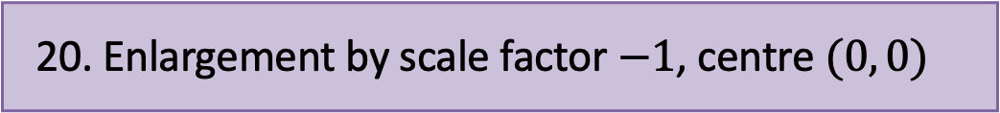 20. Enlargement by scale factor −1, centre (0, 0)